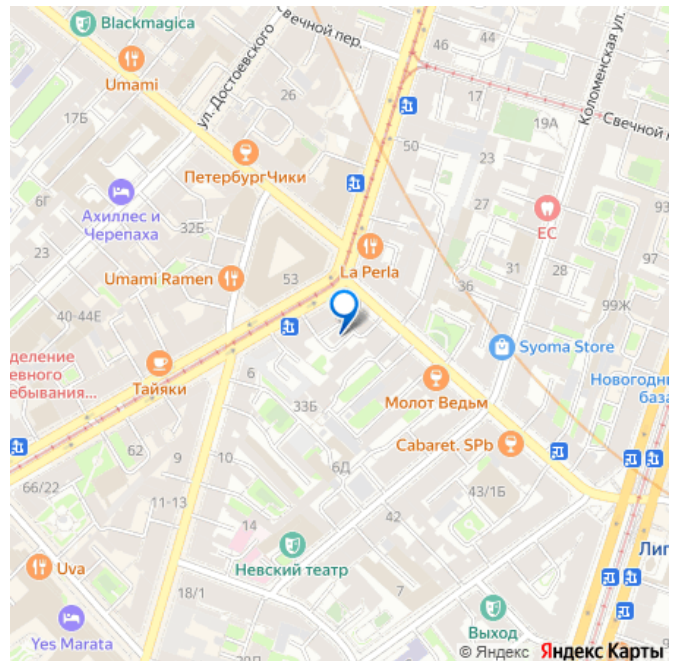 Blackmagica
Свечной пер.
46
44
Коломенская ул.
Umami
ул. Достоевского
26
17
17Б
19А
Свечной п
50
23
ПетербургЧики
6Г
Ахиллес и
Черепаха
32Б
27
ЕС
93
23
La Perla
31
28
97
Umami Ramen
53
36
99Ж
40-44Е
Syoma Store
деление
евного
ебывания...
Тайяки
6
Новогодн
база
33Б
Молот Ведьм
Cabaret. SPb
62
9
10
6Д
66/22
11-13
43/1Б
42
14
Невский театр
Лиг
Uva
18/1
7
Yes Marata
20Д
Выход
© Яндекс Яндекс Карты